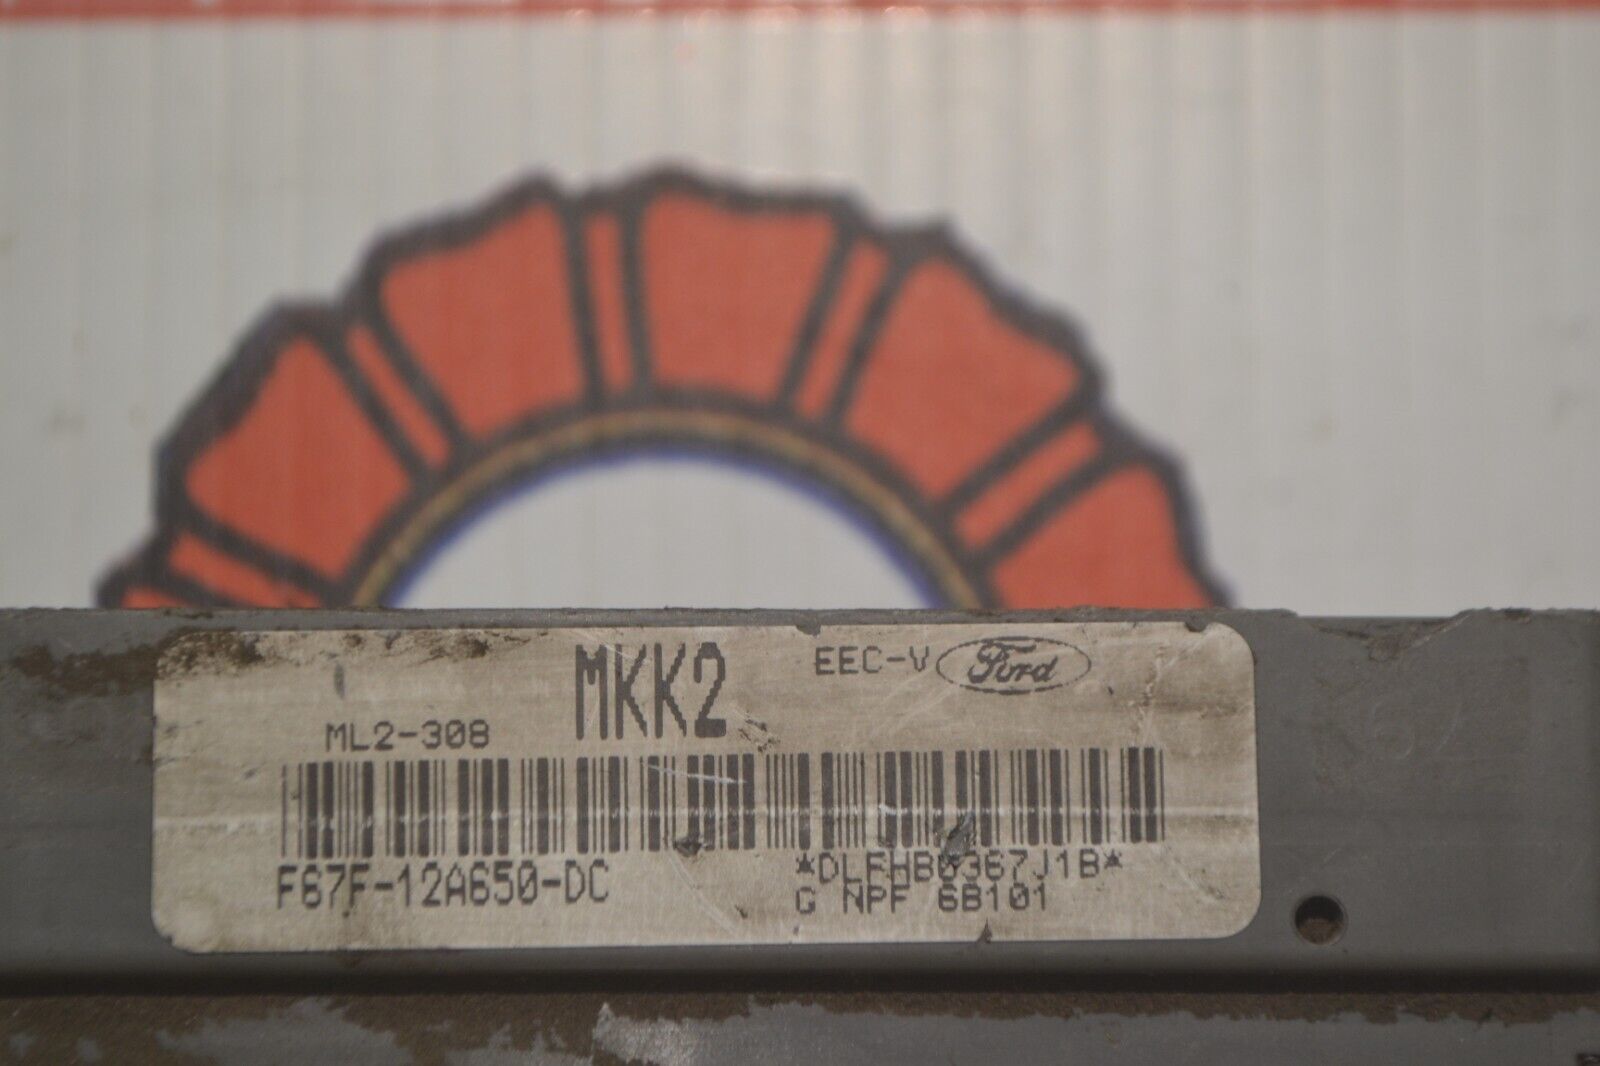 MKK2
EEC-V Ford
ML2-308
F67F-12A650-DC
*DLFHB0367J1B*
G NPF 6B101